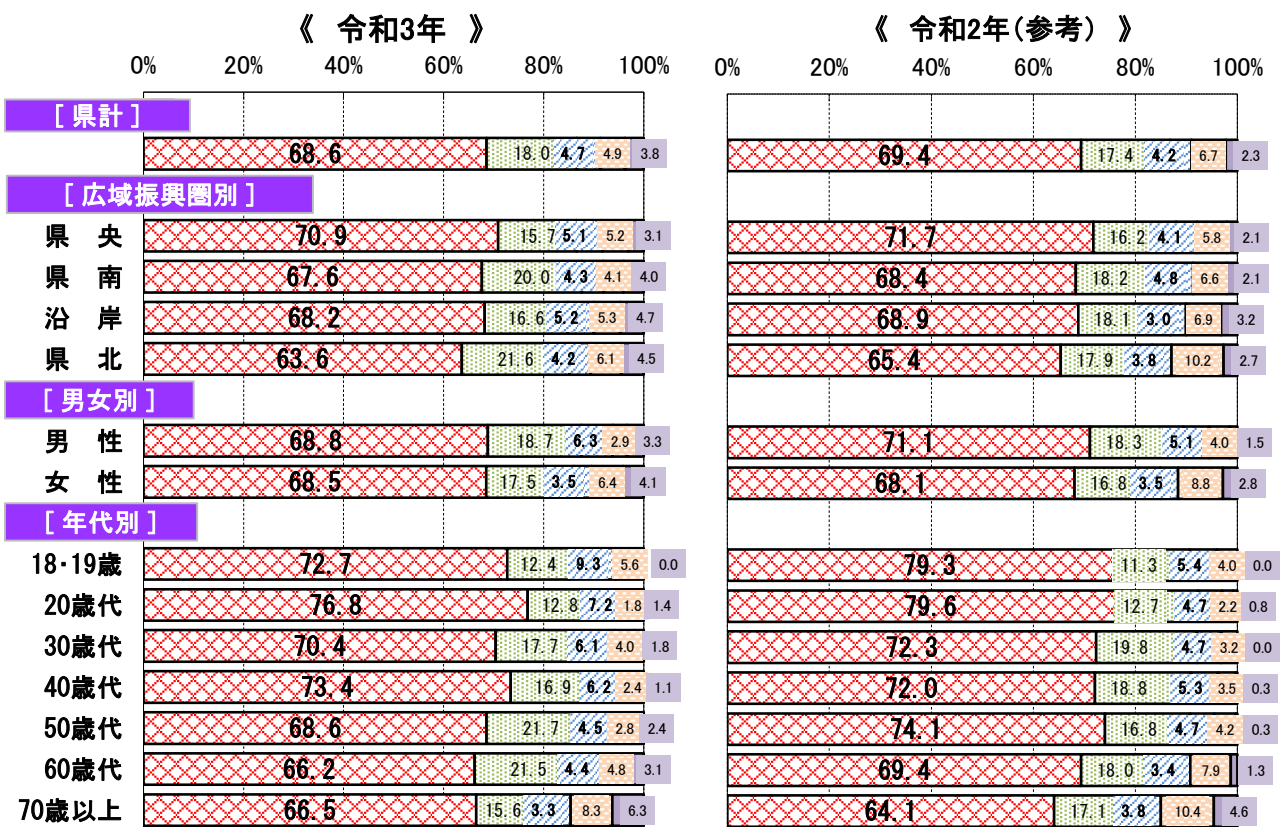 《 令和3年 》 《 令和2年(参考) 》
0% 20% 40% 60% 80% 100% 0% 20% 40% 60% 80% 100%
[ 県計 ]
68.6 18.0 4.7 4.9 3.8 69.4 17.4 4.2 6.7 2.3
[ 広域振興圏別 ]
県 央 70.9 15.7 5.1 5.2 3.1 71.7 16.2 4.1 5.8 2.1
県 南 67.6 20.0 4.3 4.1 4.0 68.4 18.2 4.8 6.6 2.1
沿 岸 68.2 16.6 5.2 5.3 4.7 68.9 18.1 3.0 6.9 3.2
県 北 63.6 21.6 4.2 6.1 4.5 65.4 17.9 3.8 10.2 2.7
[ 男女別 ]
男 性 68.8 18.7 6.3 2.9 3.3 71.1 18.3 5.1 4.0 1.5
女 性 68.5 17.5 3.5 6.4 4.1 68.1 16.8 3.5 8.8 2.8
[ 年代別 ]
18・19歳 72.7 12.4 9.3 5.6 0.0 79.3 11.3 5.4 4.0 0.0
20歳代 76.8 12.8 7.2 1.8 1.4 79.6 12.7 4.7 2.2 0.8
30歳代 70.4 17.7 6.1 4.0 1.8 72.3 19.8 4.7 3.2 0.0
40歳代 73.4 16.9 6.2 2.4 1.1 72.0 18.8 5.3 3.5 0.3
50歳代 68.6 21.7 4.5 2.8 2.4 74.1 16.8 4.7 4.2 0.3
60歳代 66.2 21.5 4.4 4.8 3.1 69.4 18.0 3.4 7.9 1.3
70歳以上 66.5 15.6 3.3 8.3 6.3 64.1 17.1 3.8 10.4 4.6